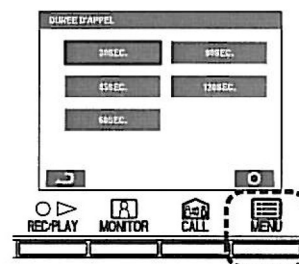 DUREE D'APPEL
30SEC. 90SEC.
45SEC. 120SEC.
60SEC.
REC/PLAY MONITOR CALL MENU